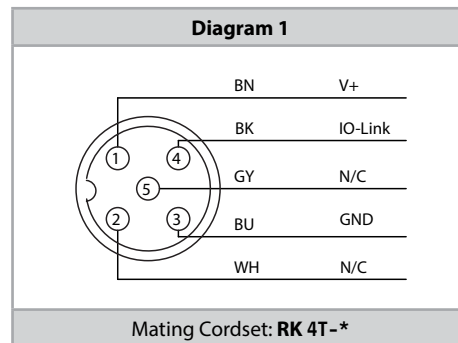 Diagram 1
BN V+
BK IO-Link
1 4
GY N/C
5
2 3
BU GND
WH N/C
Mating Cordset: RK 4T-*